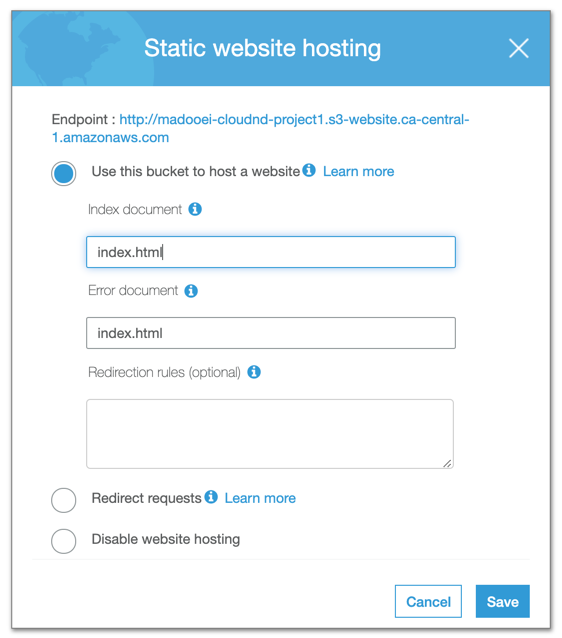 Static website hosting
Endpoint : http://madooei-cloudnd-project1.s3-website.ca-central-
1.amazonaws.com
Use this bucket to host a website Learn more
Index document
index.html
Error document
index.html
Redirection rules (optional)
Redirect requests Learn more
Disable website hosting
Cancel Save